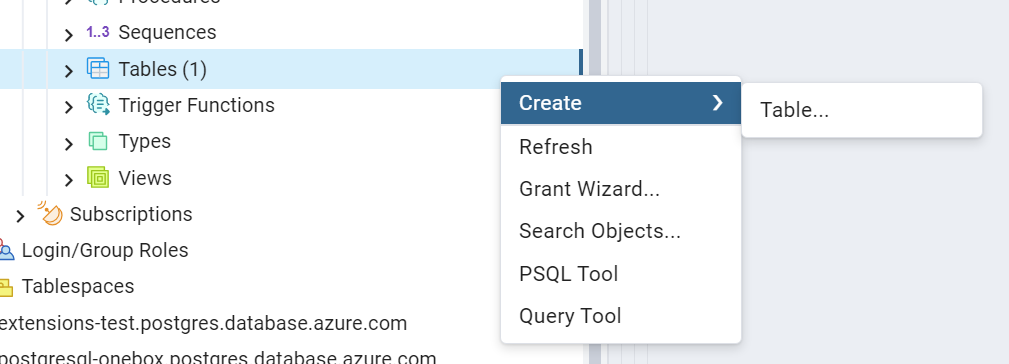 Procedures
1..3 Sequences
Tables (1)
Trigger Functions
Types
Views
Subscriptions
Login/Group Roles
Tablespaces
extensions-test.postgres.database.azure.com
postgresql-onebox.postgres.database.azure.com
Create
Table...
Refresh
Grant Wizard...
Search Objects...
PSQL Tool
Query Tool